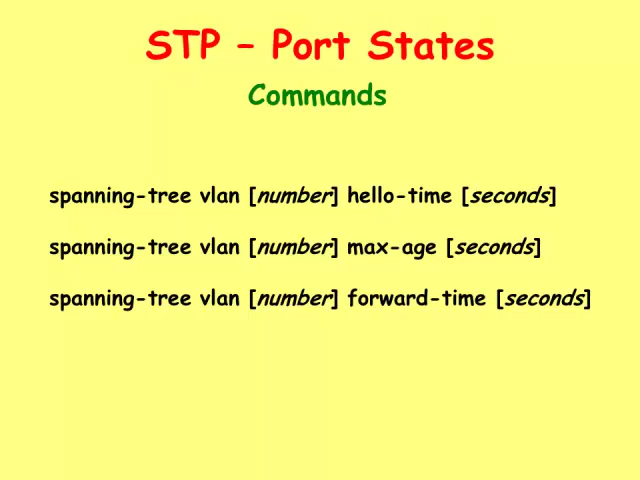 STP – Port States
Commands
spanning-tree vlan [number] hello-time [seconds]
spanning-tree vlan [number] max-age [seconds]
spanning-tree vlan [number] forward-time [seconds]